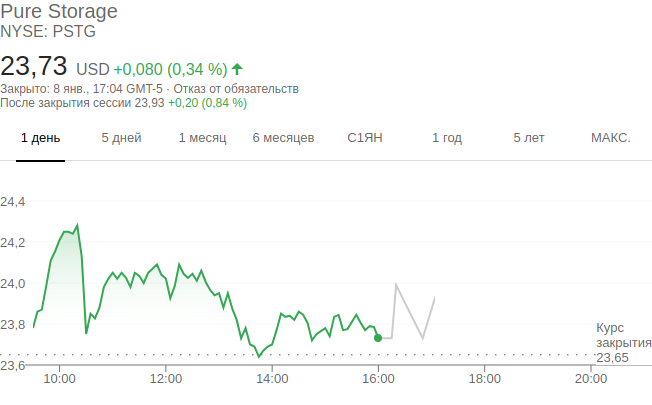 Pure Storage
NYSE: PSTG
23,73 USD +0,080 (0,34 %)
Закрыто: 8 янв., 17:04 GMT-5 · Отказ от обязательств
После закрытия сессии 23,93 +0,20 (0,84 %)
1 день 5 дней 1 месяц 6 месяцев С1ЯН 1 год 5 лет МАКС.
24,4
24,2
24,0
23,8
Курс
закрытия
23,65
23,6
10:00 12:00 14:00 16:00 18:00 20:00